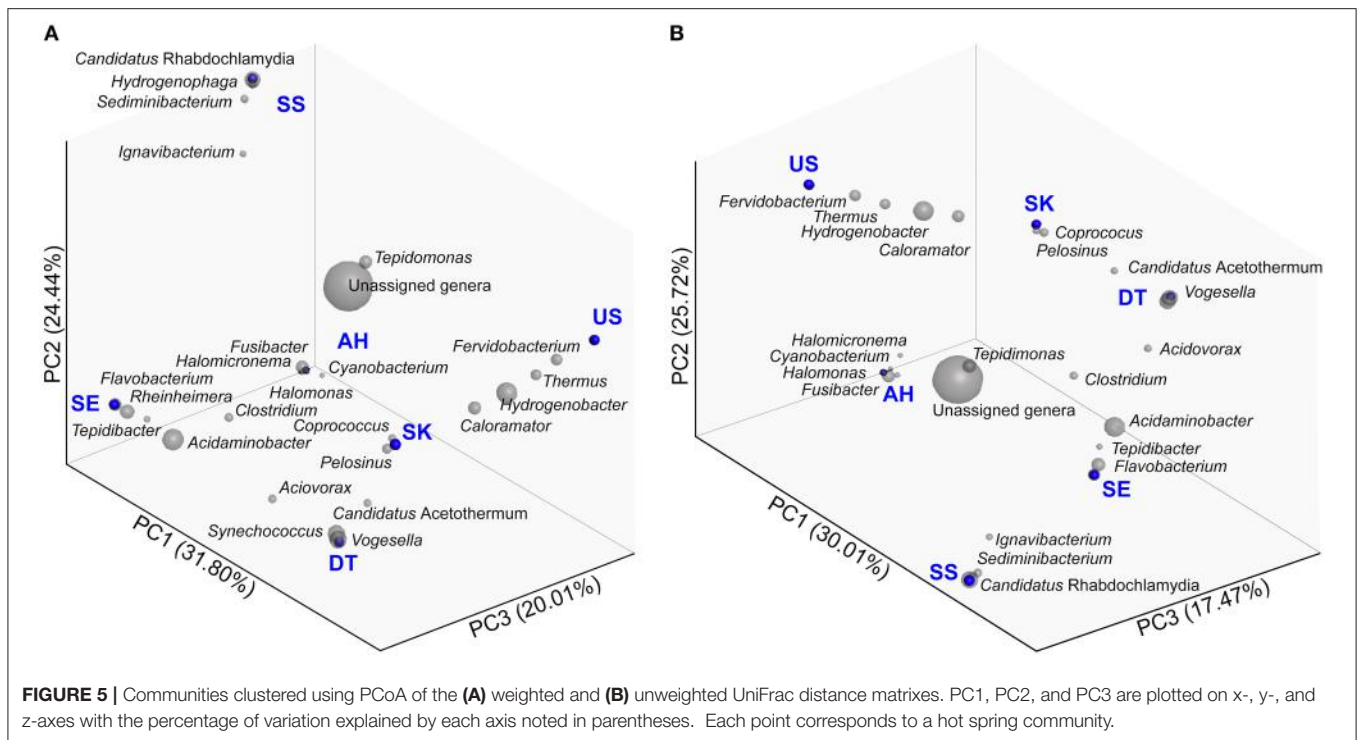 A
Candidatus Rhabdochlamydia
Hydrogenophaga
Sediminibacterium
SS
Ignavibacterium
PC2 (24.44%)
Tepidomonas
Unassigned genera
US
AH
Fusibacter
Halomicronema
Cyanobacterium
Fervidobacterium
Thermus
Flavobacterium
Rheinheimera
Halomonas
SE
Clostridium
Hydrogenobacter
Tepidibacter
Coprococcus
SK
Caloramator
Acidaminobacter
Pelosinus
Aciovorax
Candidatus Acetothermum
Synechococcus
Vogesella
DT
PC1 (31.80%)
PC3 (20.01%)
B
US
Fervidobacterium
Thermus
Hydrogenobacter
Caloramator
SK
Coprococus
Pelosinus
Candidatus Acetothermum
DT
Vogesella
PC2 (25.72%)
Halomicronema
Cyanobacterium
Halomonas
Fusibacter
AH
Tepidimonas
Unassigned genera
Acidovorax
Clostridium
Acidaminobacter
Tepidibacter
Flavobacterium
SE
Ignavibacterium
Sediminibacterium
SS
Candidatus Rhabdochlamydia
PC1 (30.01%)
PC3 (17.47%)
FIGURE 5 | Communities clustered using PCoA of the (A) weighted and (B) unweighted UniFrac distance matrixes. PC1, PC2, and PC3 are plotted on x-, y-, and
z-axes with the percentage of variation explained by each axis noted in parentheses. Each point corresponds to a hot spring community.